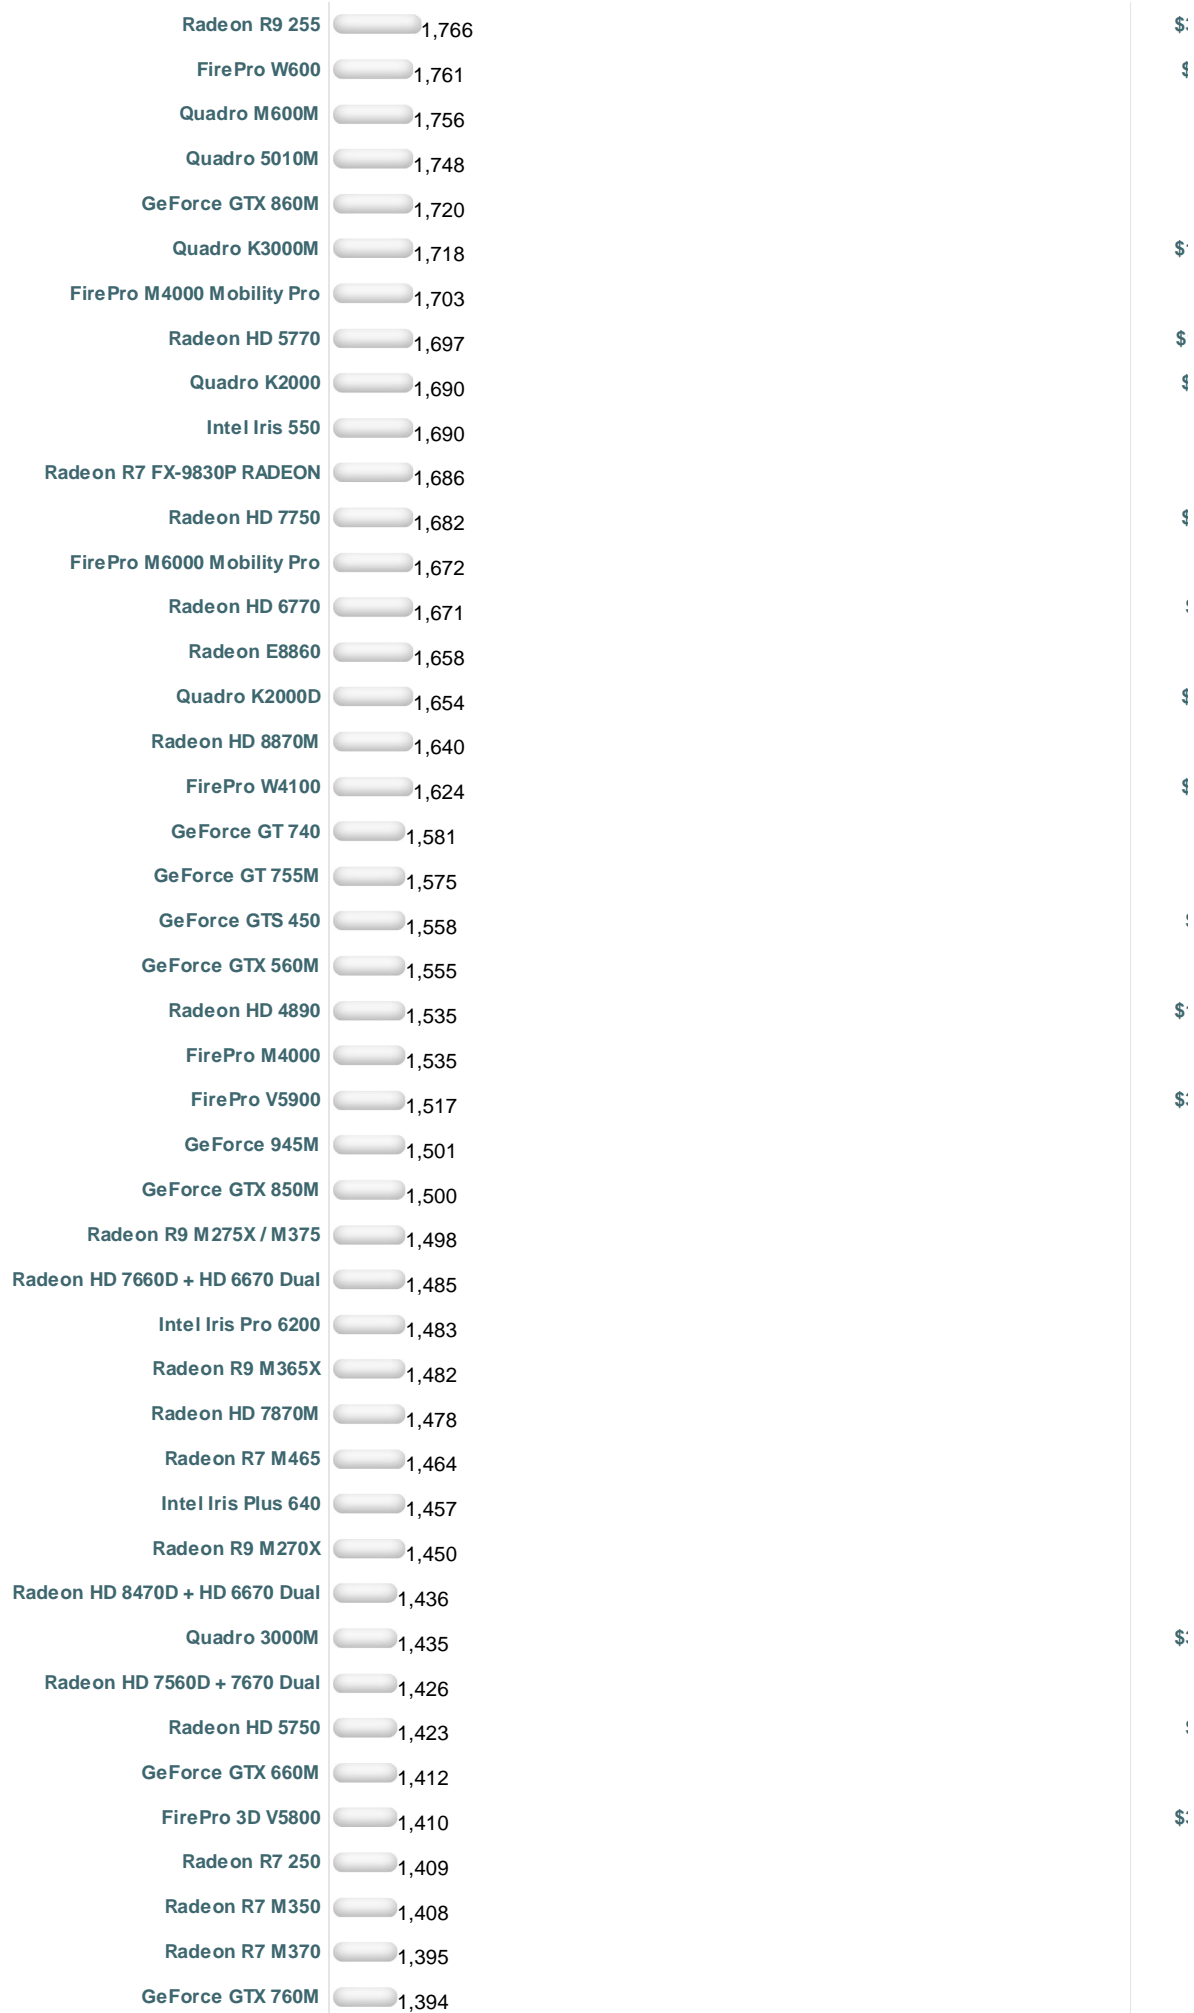 Radeon R9 255 1,766
FirePro W600 1,761
Quadro M600M 1,756
Quadro 5010M 1,748
GeForce GTX 860M 1,720
Quadro K3000M 1,718
FirePro M4000 Mobility Pro 1,703
Radeon HD 5770 1,697 $
Quadro K2000 1,690
Intel Iris 550 1,690
Radeon R7 FX-9830P RADEON 1,686
Radeon HD 7750 1,682
FirePro M6000 Mobility Pro 1,672
Radeon HD 6770 1,671
Radeon E8860 1,658
Quadro K2000D 1,654
Radeon HD 8870M 1,640
FirePro W4100 1,624
GeForce GT 740 1,581
GeForce GT 755M 1,575
GeForce GTS 450 1,558
GeForce GTX 560M 1,555
Radeon HD 4890 1,535
FirePro M4000 1,535
FirePro V5900 1,517
GeForce 945M 1,501
GeForce GTX 850M 1,500
Radeon R9 M275X / M375 1,498
Radeon HD 7660D + HD 6670 Dual 1,485
Intel Iris Pro 6200 1,483
Radeon R9 M365X 1,482
Radeon HD 7870M 1,478
Radeon R7 M465 1,464
Intel Iris Plus 640 1,457
Radeon R9 M270X 1,450
Radeon HD 8470D + HD 6670 Dual 1,436
Quadro 3000M 1,435
Radeon HD 7560D + 7670 Dual 1,426
Radeon HD 5750 1,423
GeForce GTX 660M 1,412
FirePro 3D V5800 1,410
Radeon R7 250 1,409
Radeon R7 M350 1,408
Radeon R7 M370 1,395
GeForce GTX 760M 1,394